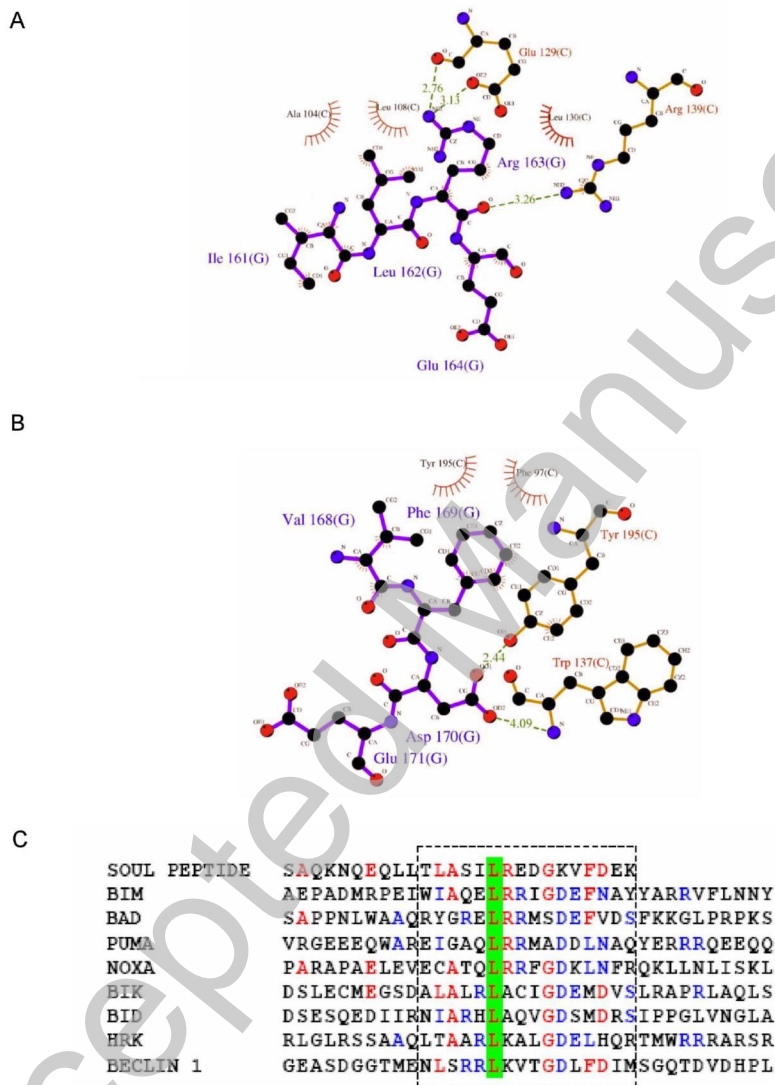 A
Glu 129(C)
2.76
3.13
Ala 104(C)
Leu 108(C)
Leu 130(C)
Arg 139(C)
Arg 163(G)
3.26
Ile 161(G)
Leu 162(G)
Glu 164(G)
B
Tyr 195(C)
Phe 97(C)
Val 168(G)
Phe 169(G)
Tyr 195(C)
2.44
Trp 137(C)
4.09
Asp 170(G)
Glu 171(G)
C
SOUL PEPTIDE SAQKNQEQLLTLASILREDGKVFDEK
BIM AEPADMRPEIWIAQELRRIGDEFNAYYARRVFLNNY
BAD SAPPNLWAAQRYGRELRRMSDEFVDSFKKGLPRPKS
PUMA VRGEEEQWAREIGAQLRRMADDLNAQYERRRQEEQQ
NOXA PARAPAELEVECATQLRRFGDKLNFRQKLLNLISKL
BIK DSLECMEGSDALALRLACIGDEMDVSLRAPRLAQLS
BID DSESQEDIIRNIARHLAQVGDSMDRSIPPGLVNGLA
HRK RLGLRSSAAQLTAARLKALGDELHQRTMWRRRARSR
BECLIN 1 GEASDGGTMENLSRRLKVTGDLFDIMSGQTDVDHPL
Accepted Manusc